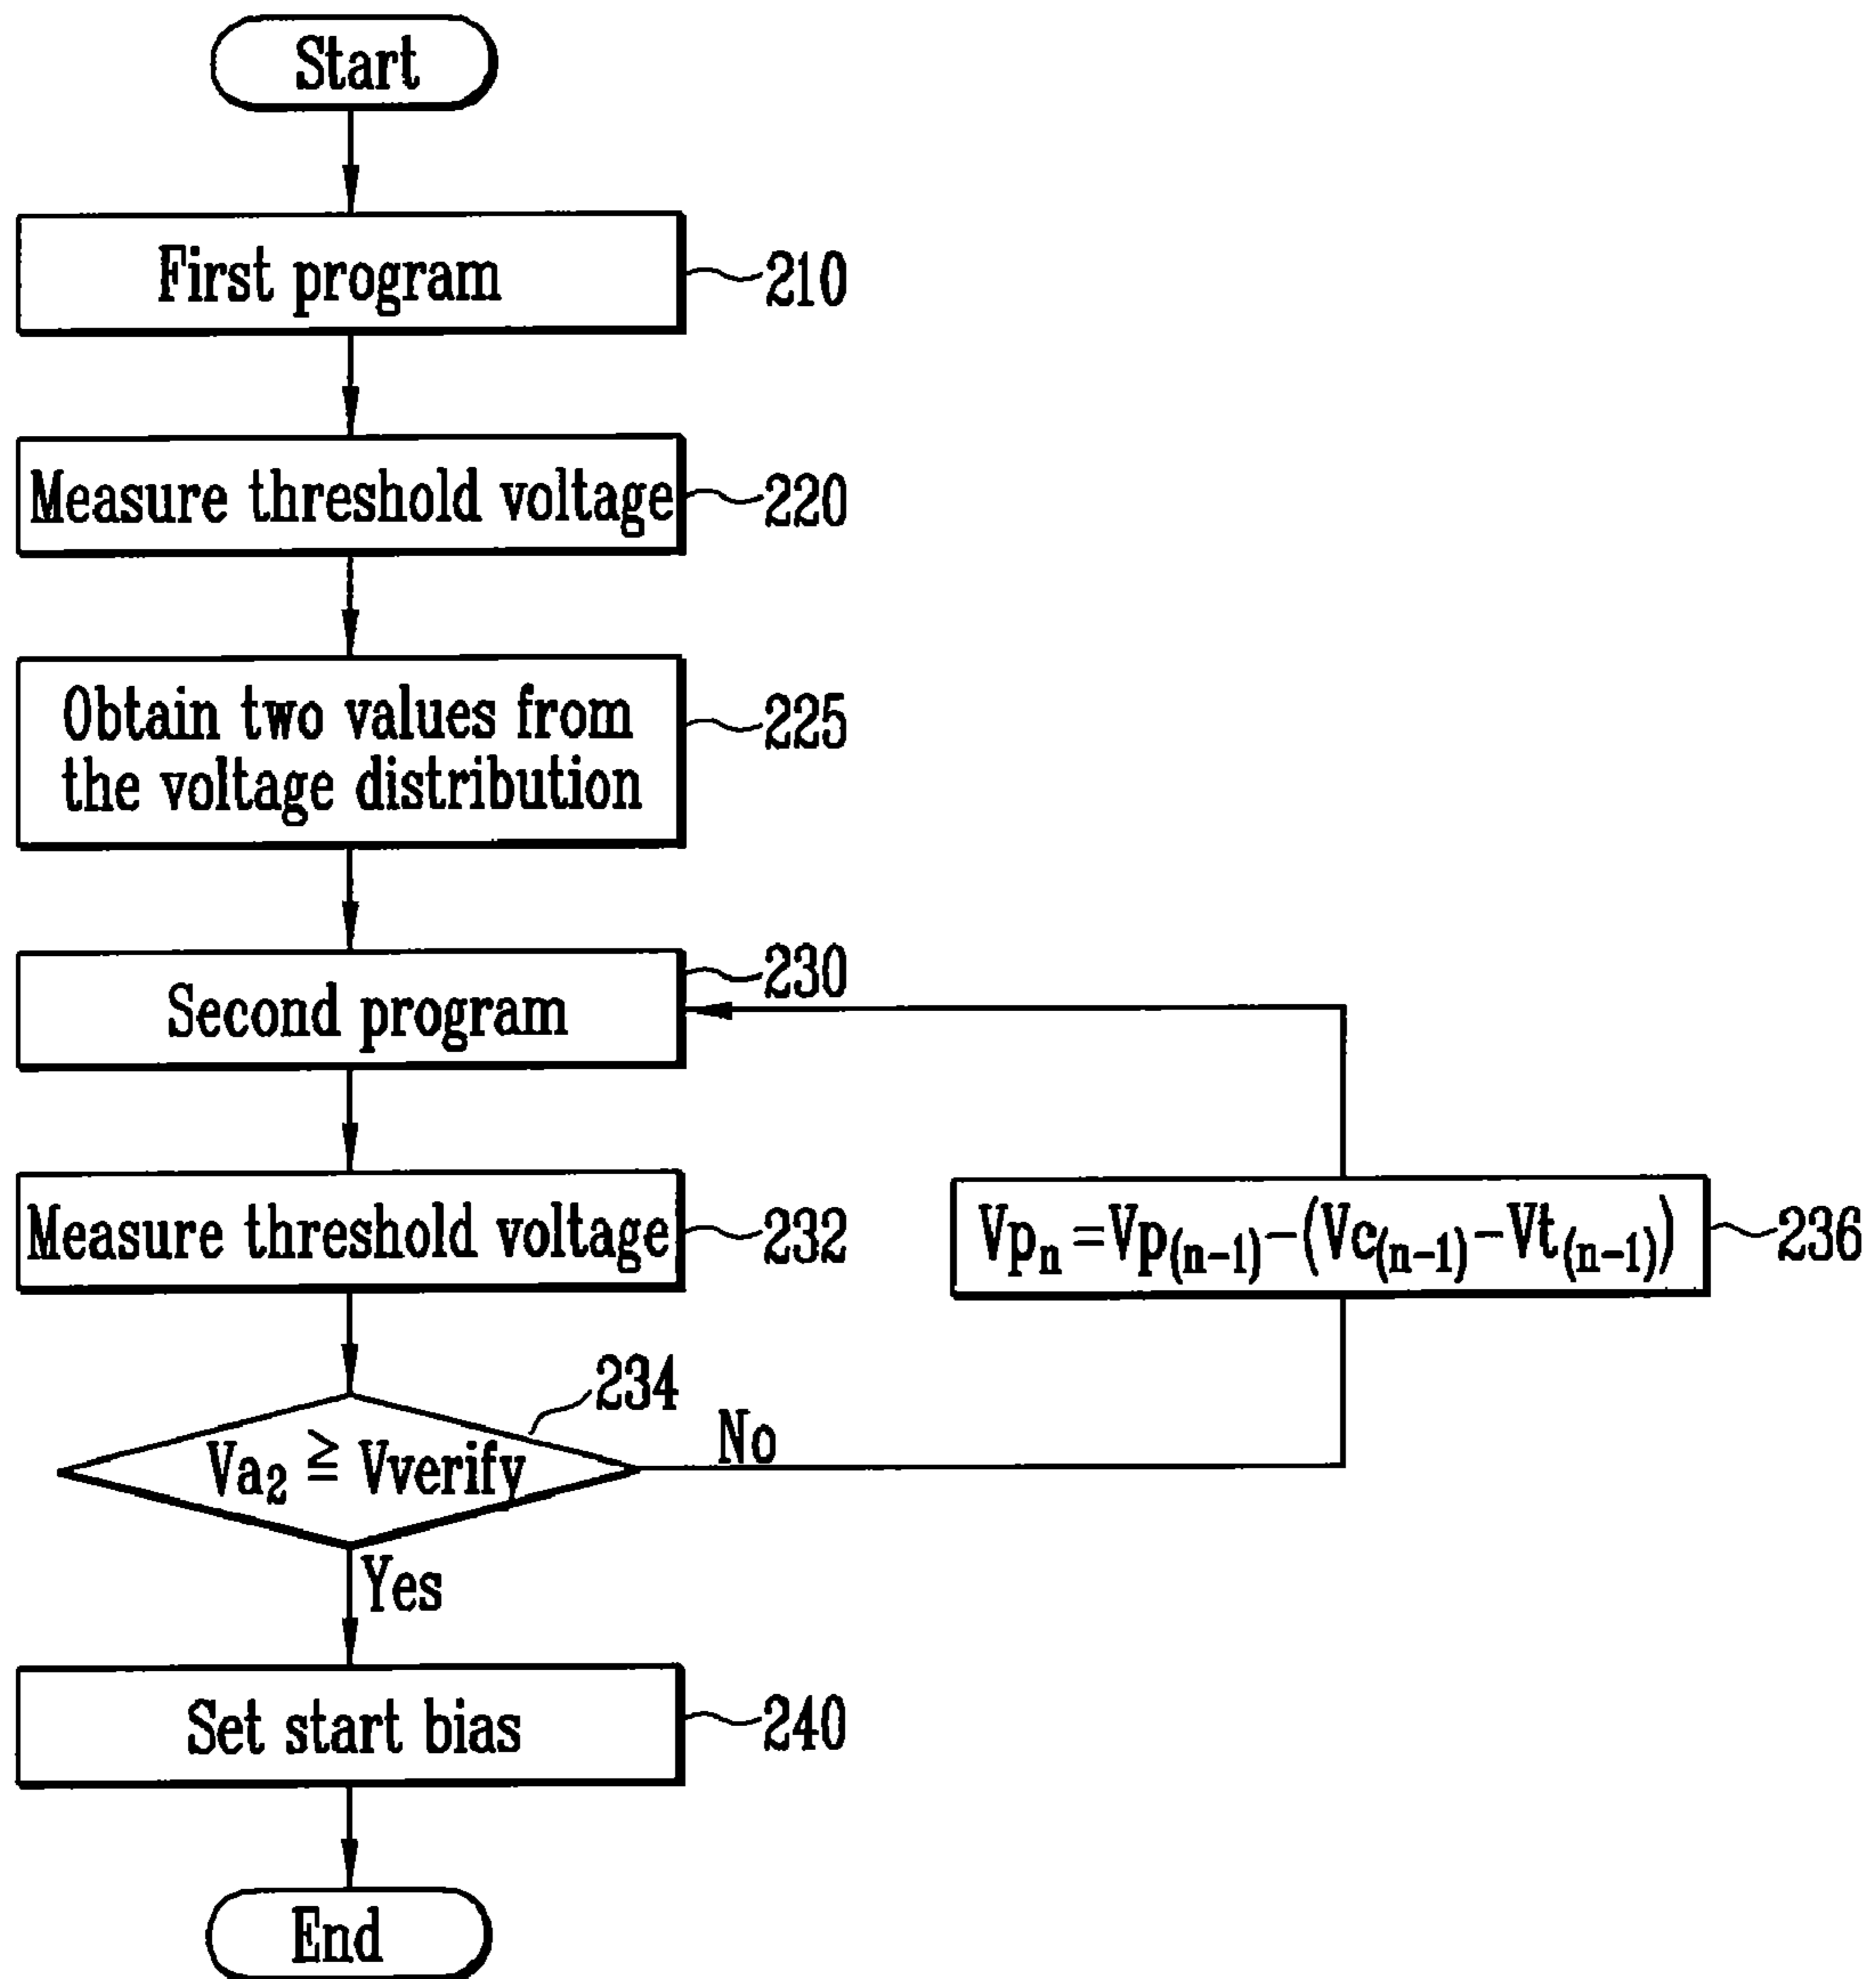 Start
First program
210
Measure threshold voltage
220
Obtain two values from
the voltage distribution
225
Second program
230
Measure threshold voltage
232
Vpₙ =Vp₍ₙ₋₁₎−(Vc₍ₙ₋₁₎−Vt₍ₙ₋₁₎)
236
234
Va₂ ≧ Vverify
No
Yes
Set start bias
240
End